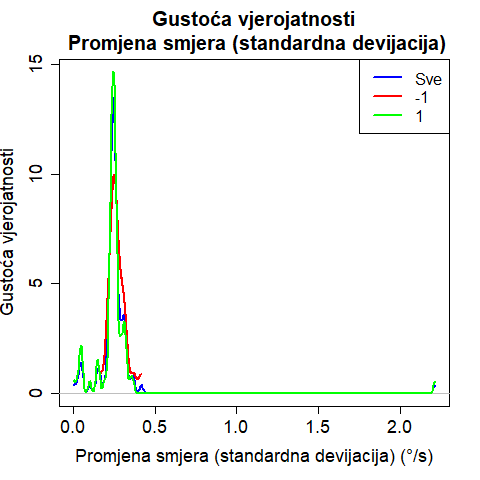 Gustoća vjerojatnosti
Promjena smjera (standardna devijacija)
Gustoća vjerojatnosti
15
10
5
0
Sve
-1
1
0.0 0.5 1.0 1.5 2.0
Promjena smjera (standardna devijacija) (°/s)